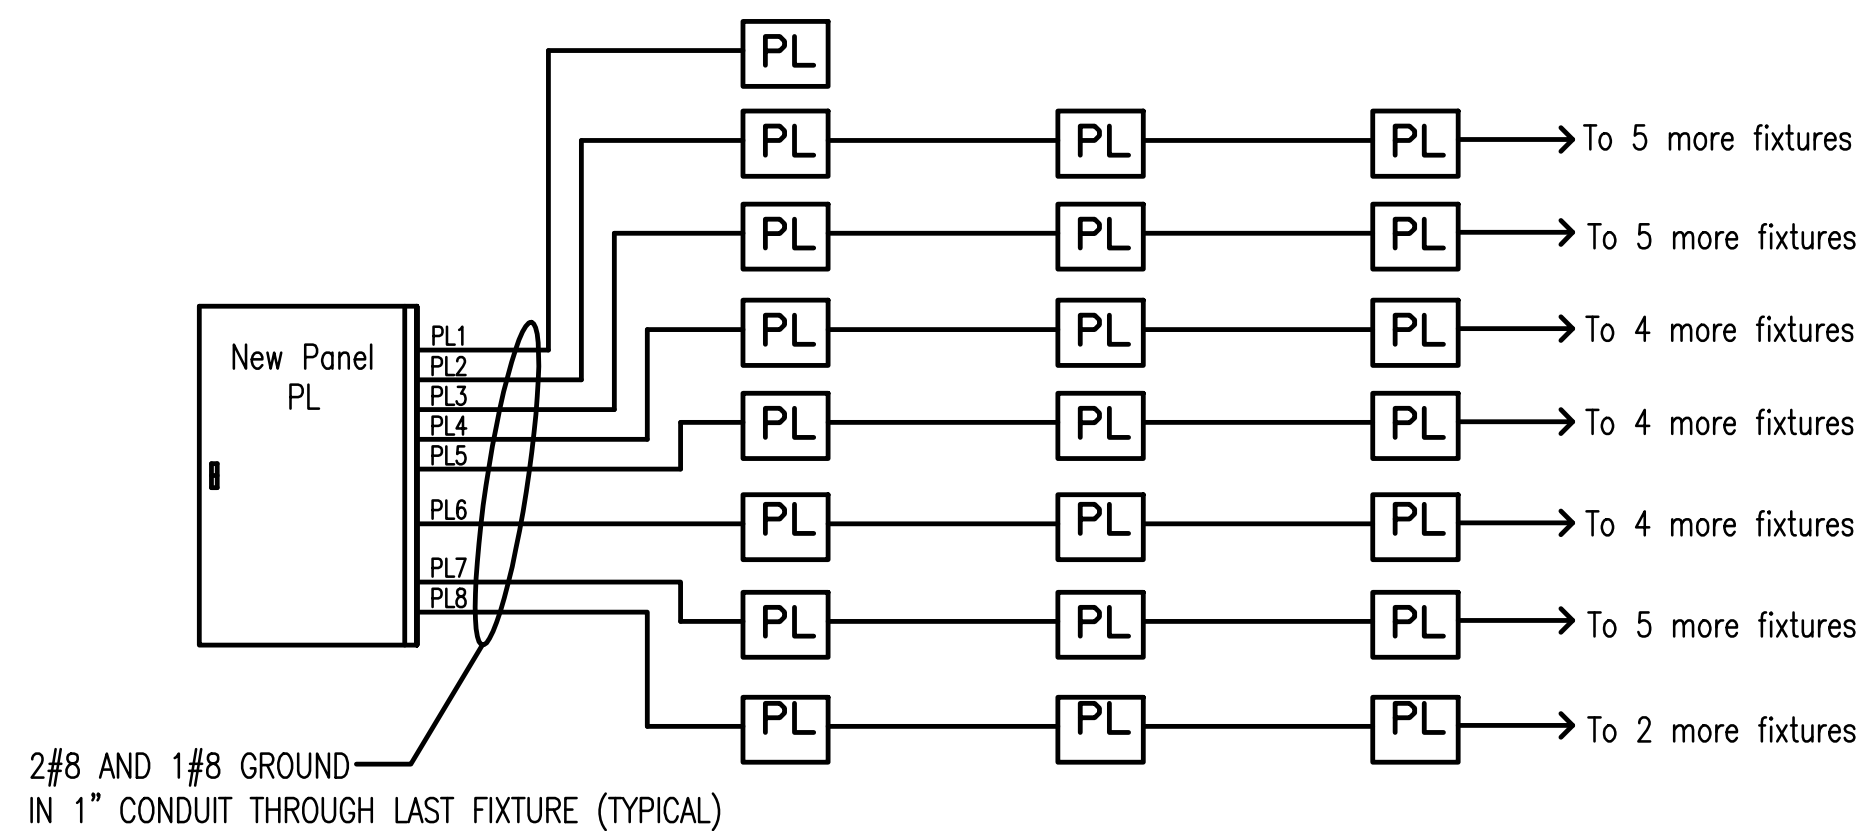 PL
PL PL PL To 5 more fixtures
PL PL PL To 5 more fixtures
PL PL PL To 4 more fixtures
New Panel
PL
PL1
PL2
PL3
PL4
PL5
PL6
PL7
PL8
PL PL PL To 4 more fixtures
PL PL PL To 4 more fixtures
PL PL PL To 5 more fixtures
PL PL PL To 2 more fixtures
2#8 AND 1#8 GROUND
IN 1" CONDUIT THROUGH LAST FIXTURE (TYPICAL)